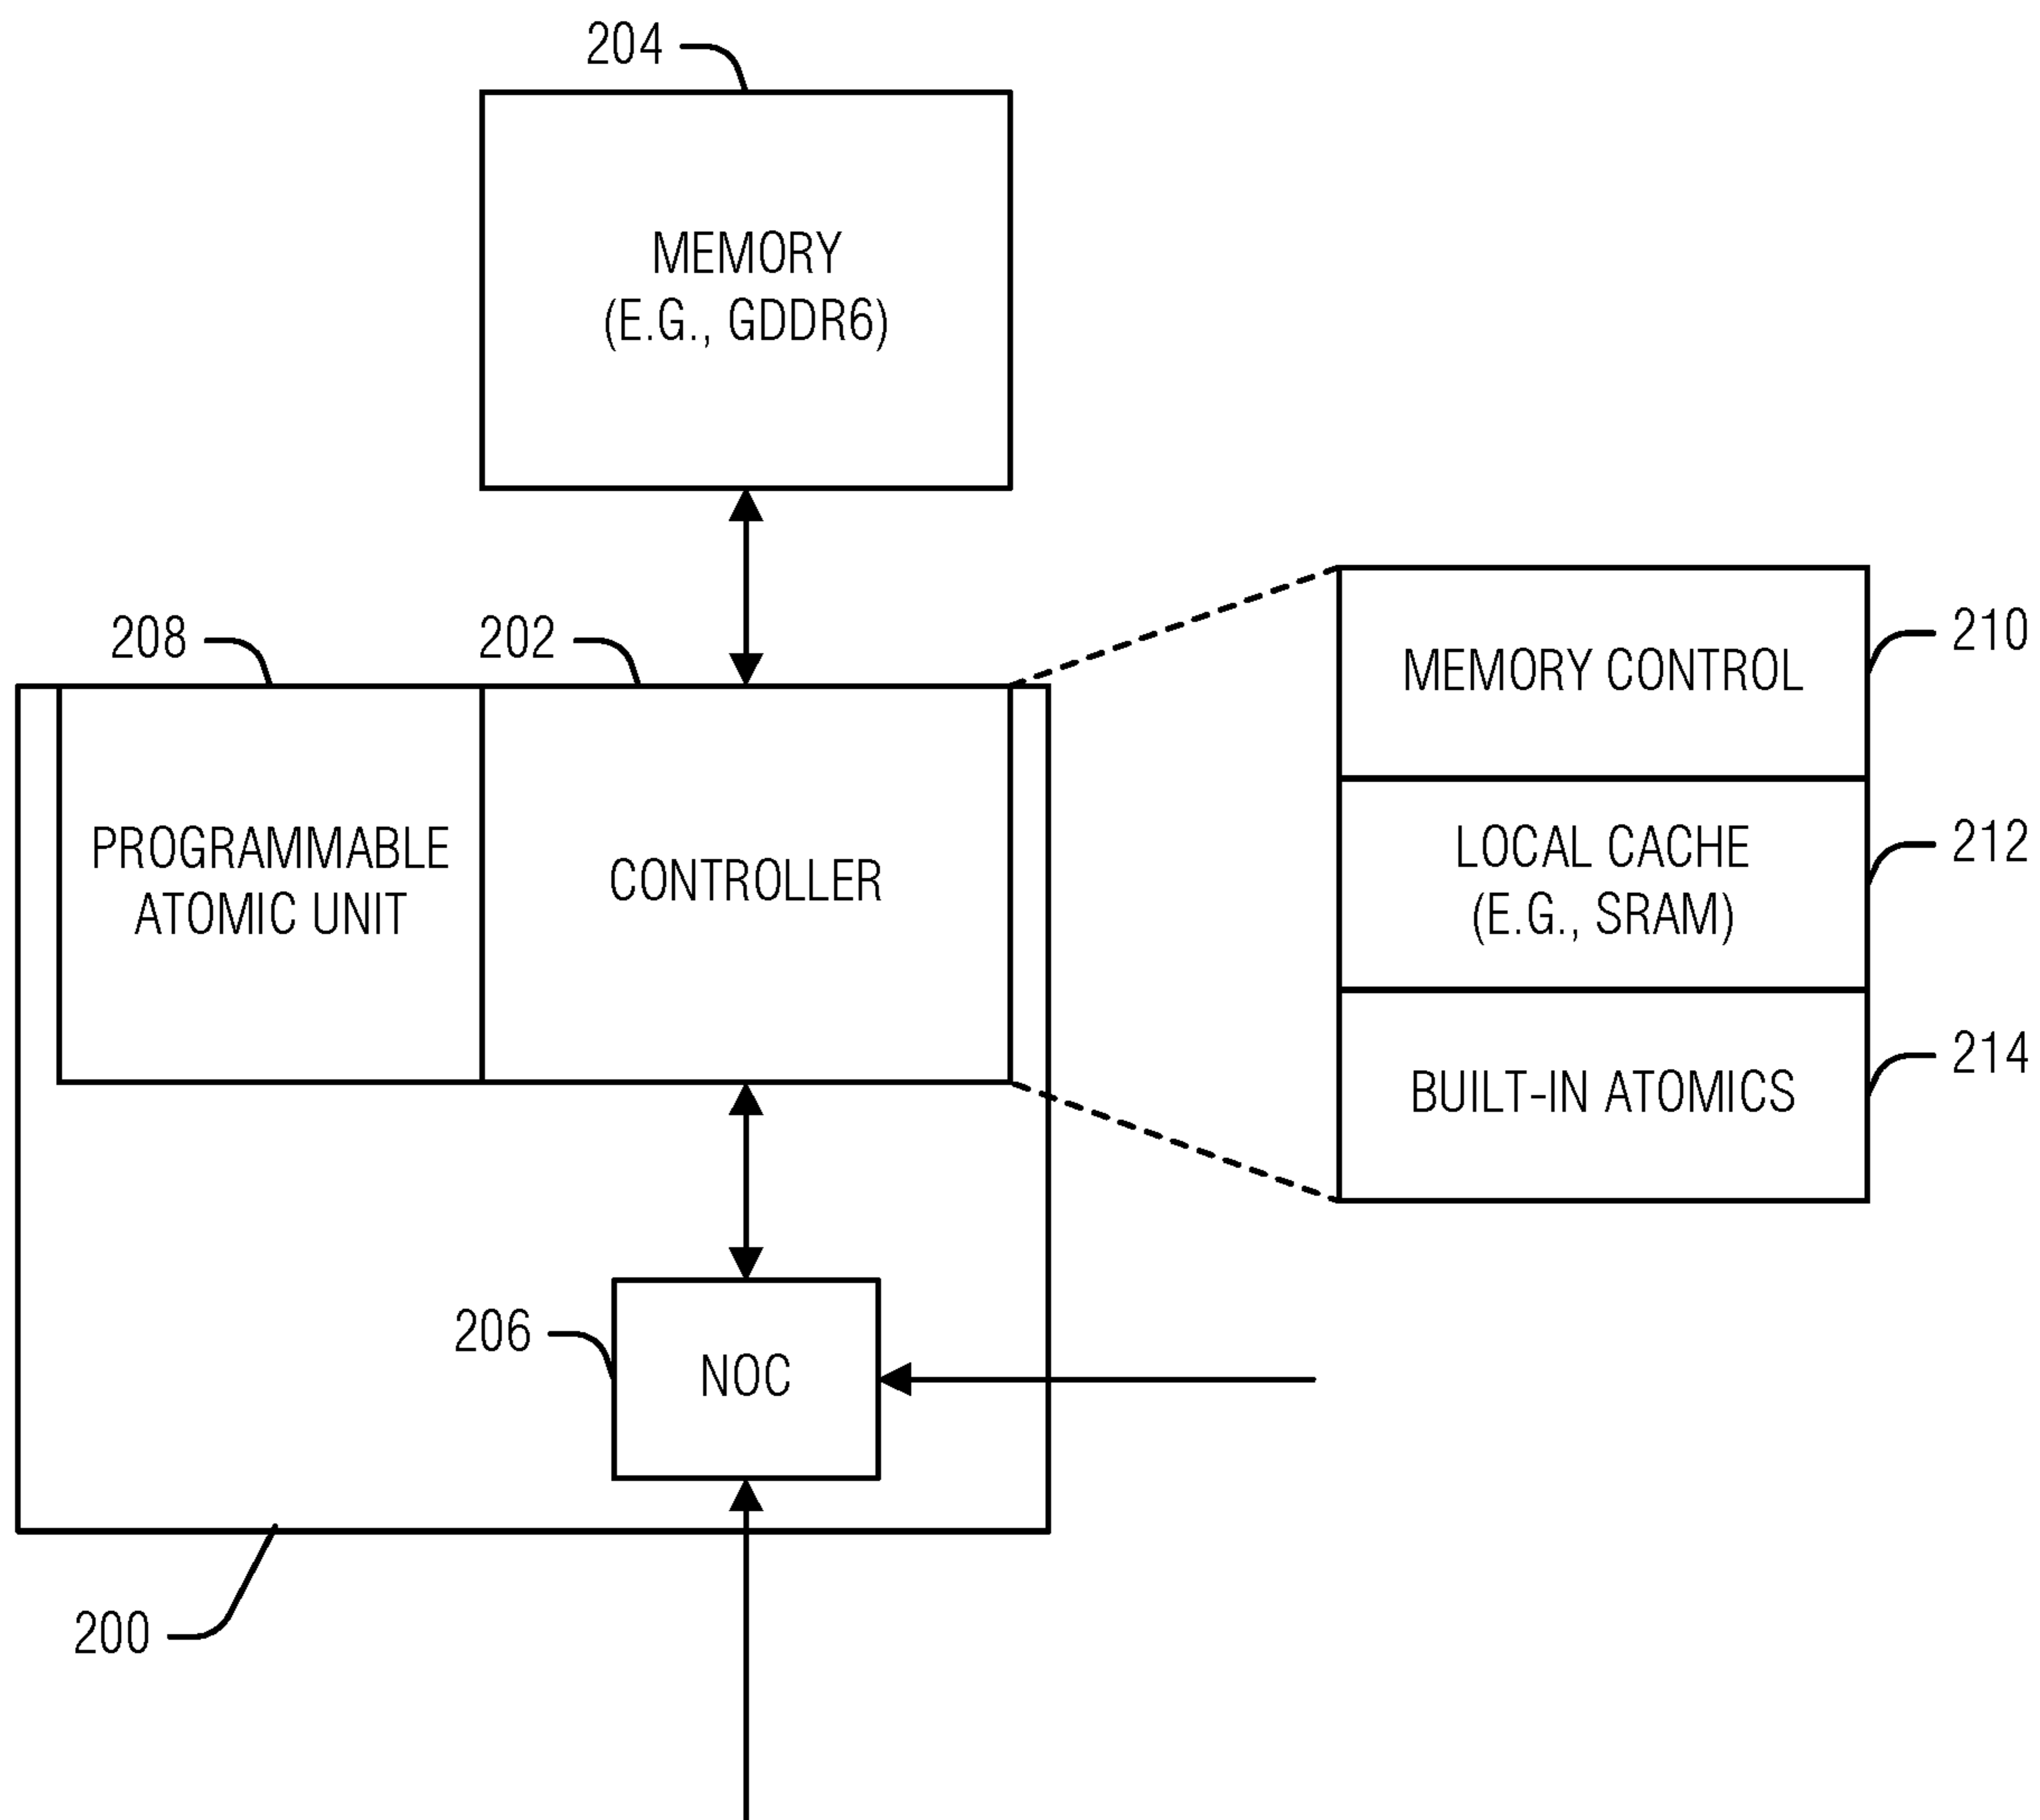 204
MEMORY
(E.G., GDDR6)
208
202
210
MEMORY CONTROL
PROGRAMMABLE
ATOMIC UNIT
CONTROLLER
212
LOCAL CACHE
(E.G., SRAM)
214
BUILT-IN ATOMICS
206
NOC
200